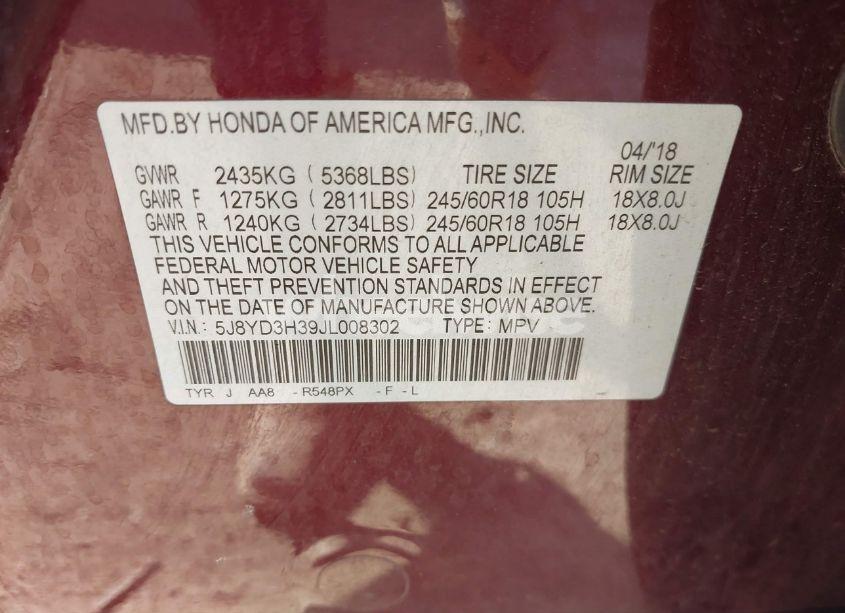 MFD.BY HONDA OF AMERICA MFG.,INC.
04/'18
GVWR 2435KG ( 5368LBS) TIRE SIZE RIM SIZE
GAWR F 1275KG ( 2811LBS) 245/60R18 105H 18X8.0J
GAWR R 1240KG ( 2734LBS) 245/60R18 105H 18X8.0J
THIS VEHICLE CONFORMS TO ALL APPLICABLE
FEDERAL MOTOR VEHICLE SAFETY
AND THEFT PREVENTION STANDARDS IN EFFECT
ON THE DATE OF MANUFACTURE SHOWN ABOVE.
V.I.N.: 5J8YD3H39JL008302 TYPE: MPV
TYR J AA8 -R548PX -F -L